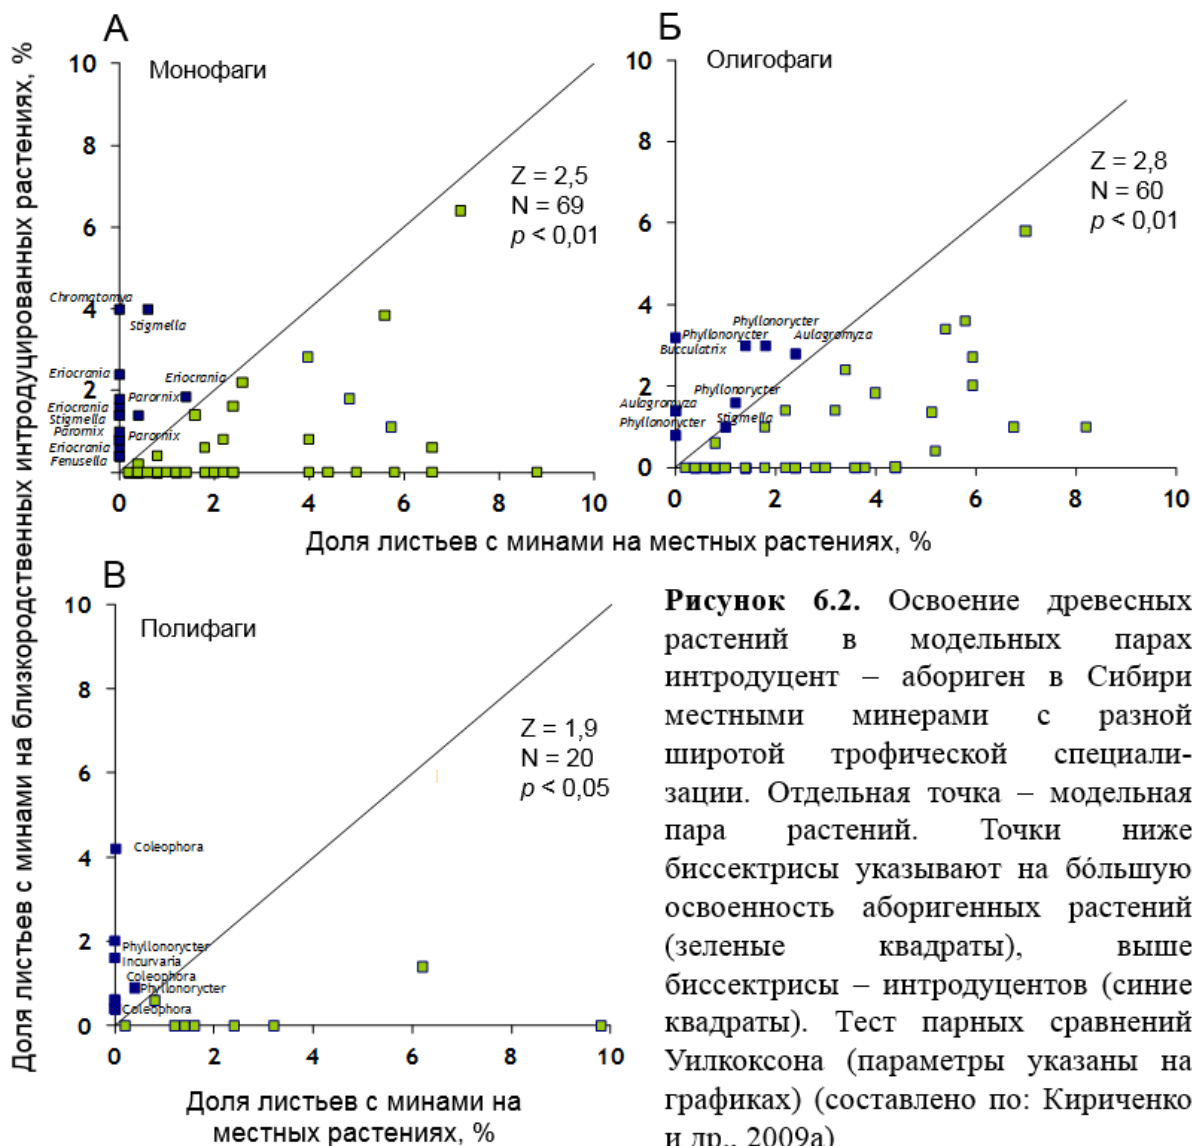 Доля листьев с минами на близкородственных интродуцированных растениях, %
А
Монофаги
10
8
6
4
2
0
Z = 2,5
N = 69
p < 0,01
Chromatomya
Stigmella
Eriocrania
Eriocrania
Parornix
Eriocrania
Stigmella
Parornix
Parornix
Eriocrania
Fenusella
0 2 4 6 8 10
Б
Олигофаги
10
8
6
4
2
0
Z = 2,8
N = 60
p < 0,01
Phyllonorycter
Phyllonorycter
Aulagromyza
Bucculatrix
Phyllonorycter
Aulagromyza
Stigmella
Phyllonorycter
0 2 4 6 8 10
Доля листьев с минами на местных растениях, %
В
Полифаги
10
8
6
4
2
0
Z = 1,9
N = 20
p < 0,05
Coleophora
Phyllonorycter
Incurvaria
Coleophora
Phyllonorycter
Coleophora
0 2 4 6 8 10
Доля листьев с минами на
местных растениях, %
Рисунок 6.2. Освоение древесных
растений в модельных парах
интродуцент – абориген в Сибири
местными минерами с разной
широтой трофической специали-
зации. Отдельная точка – модельная
пара растений. Точки ниже
биссектрисы указывают на бо́льшую
освоенность аборигенных растений
(зеленые квадраты), выше
биссектрисы – интродуцентов (синие
квадраты). Тест парных сравнений
Уилкоксона (параметры указаны на
графиках) (составлено по: Кириченко
и др., 2009а)